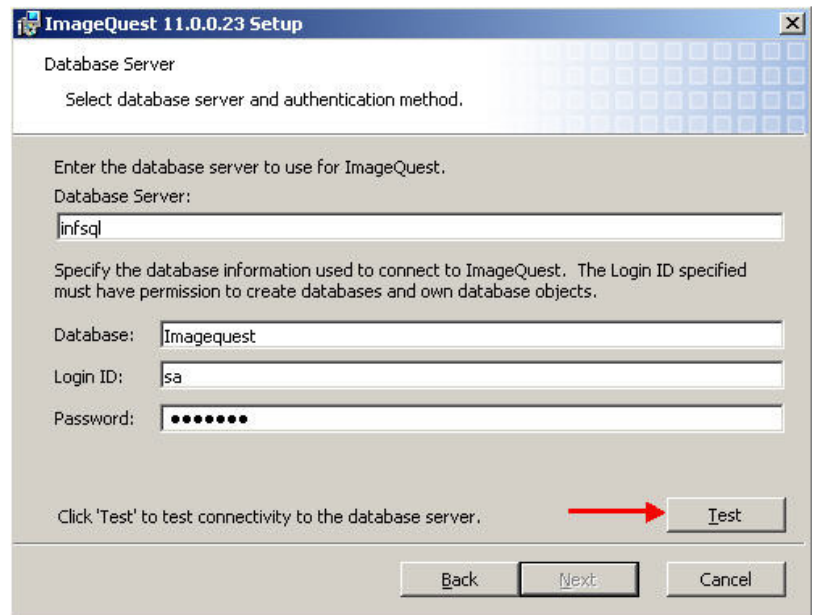 ImageQuest 11.0.0.23 Setup
Database Server
Select database server and authentication method.
Enter the database server to use for ImageQuest.
Database Server:
infsql
Specify the database information used to connect to ImageQuest. The Login ID specified
must have permission to create databases and own database objects.
Database: Imagequest
Login ID: sa
Password: ●●●●●●●
Click 'Test' to test connectivity to the database server. Test
Back Next Cancel